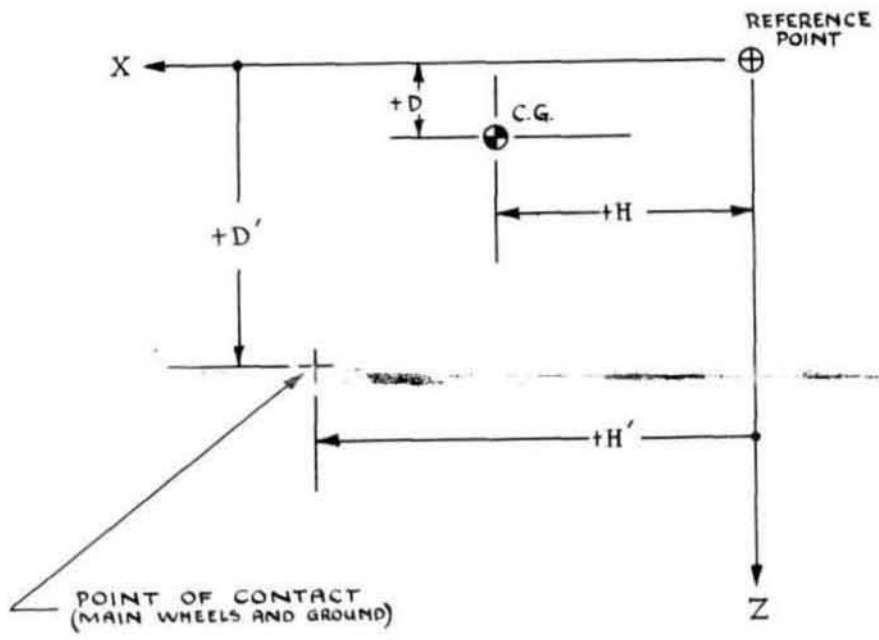 REFERENCE
POINT
X
+D
C.G.
+H
+D′
+H′
POINT OF CONTACT
(MAIN WHEELS AND GROUND)
Z